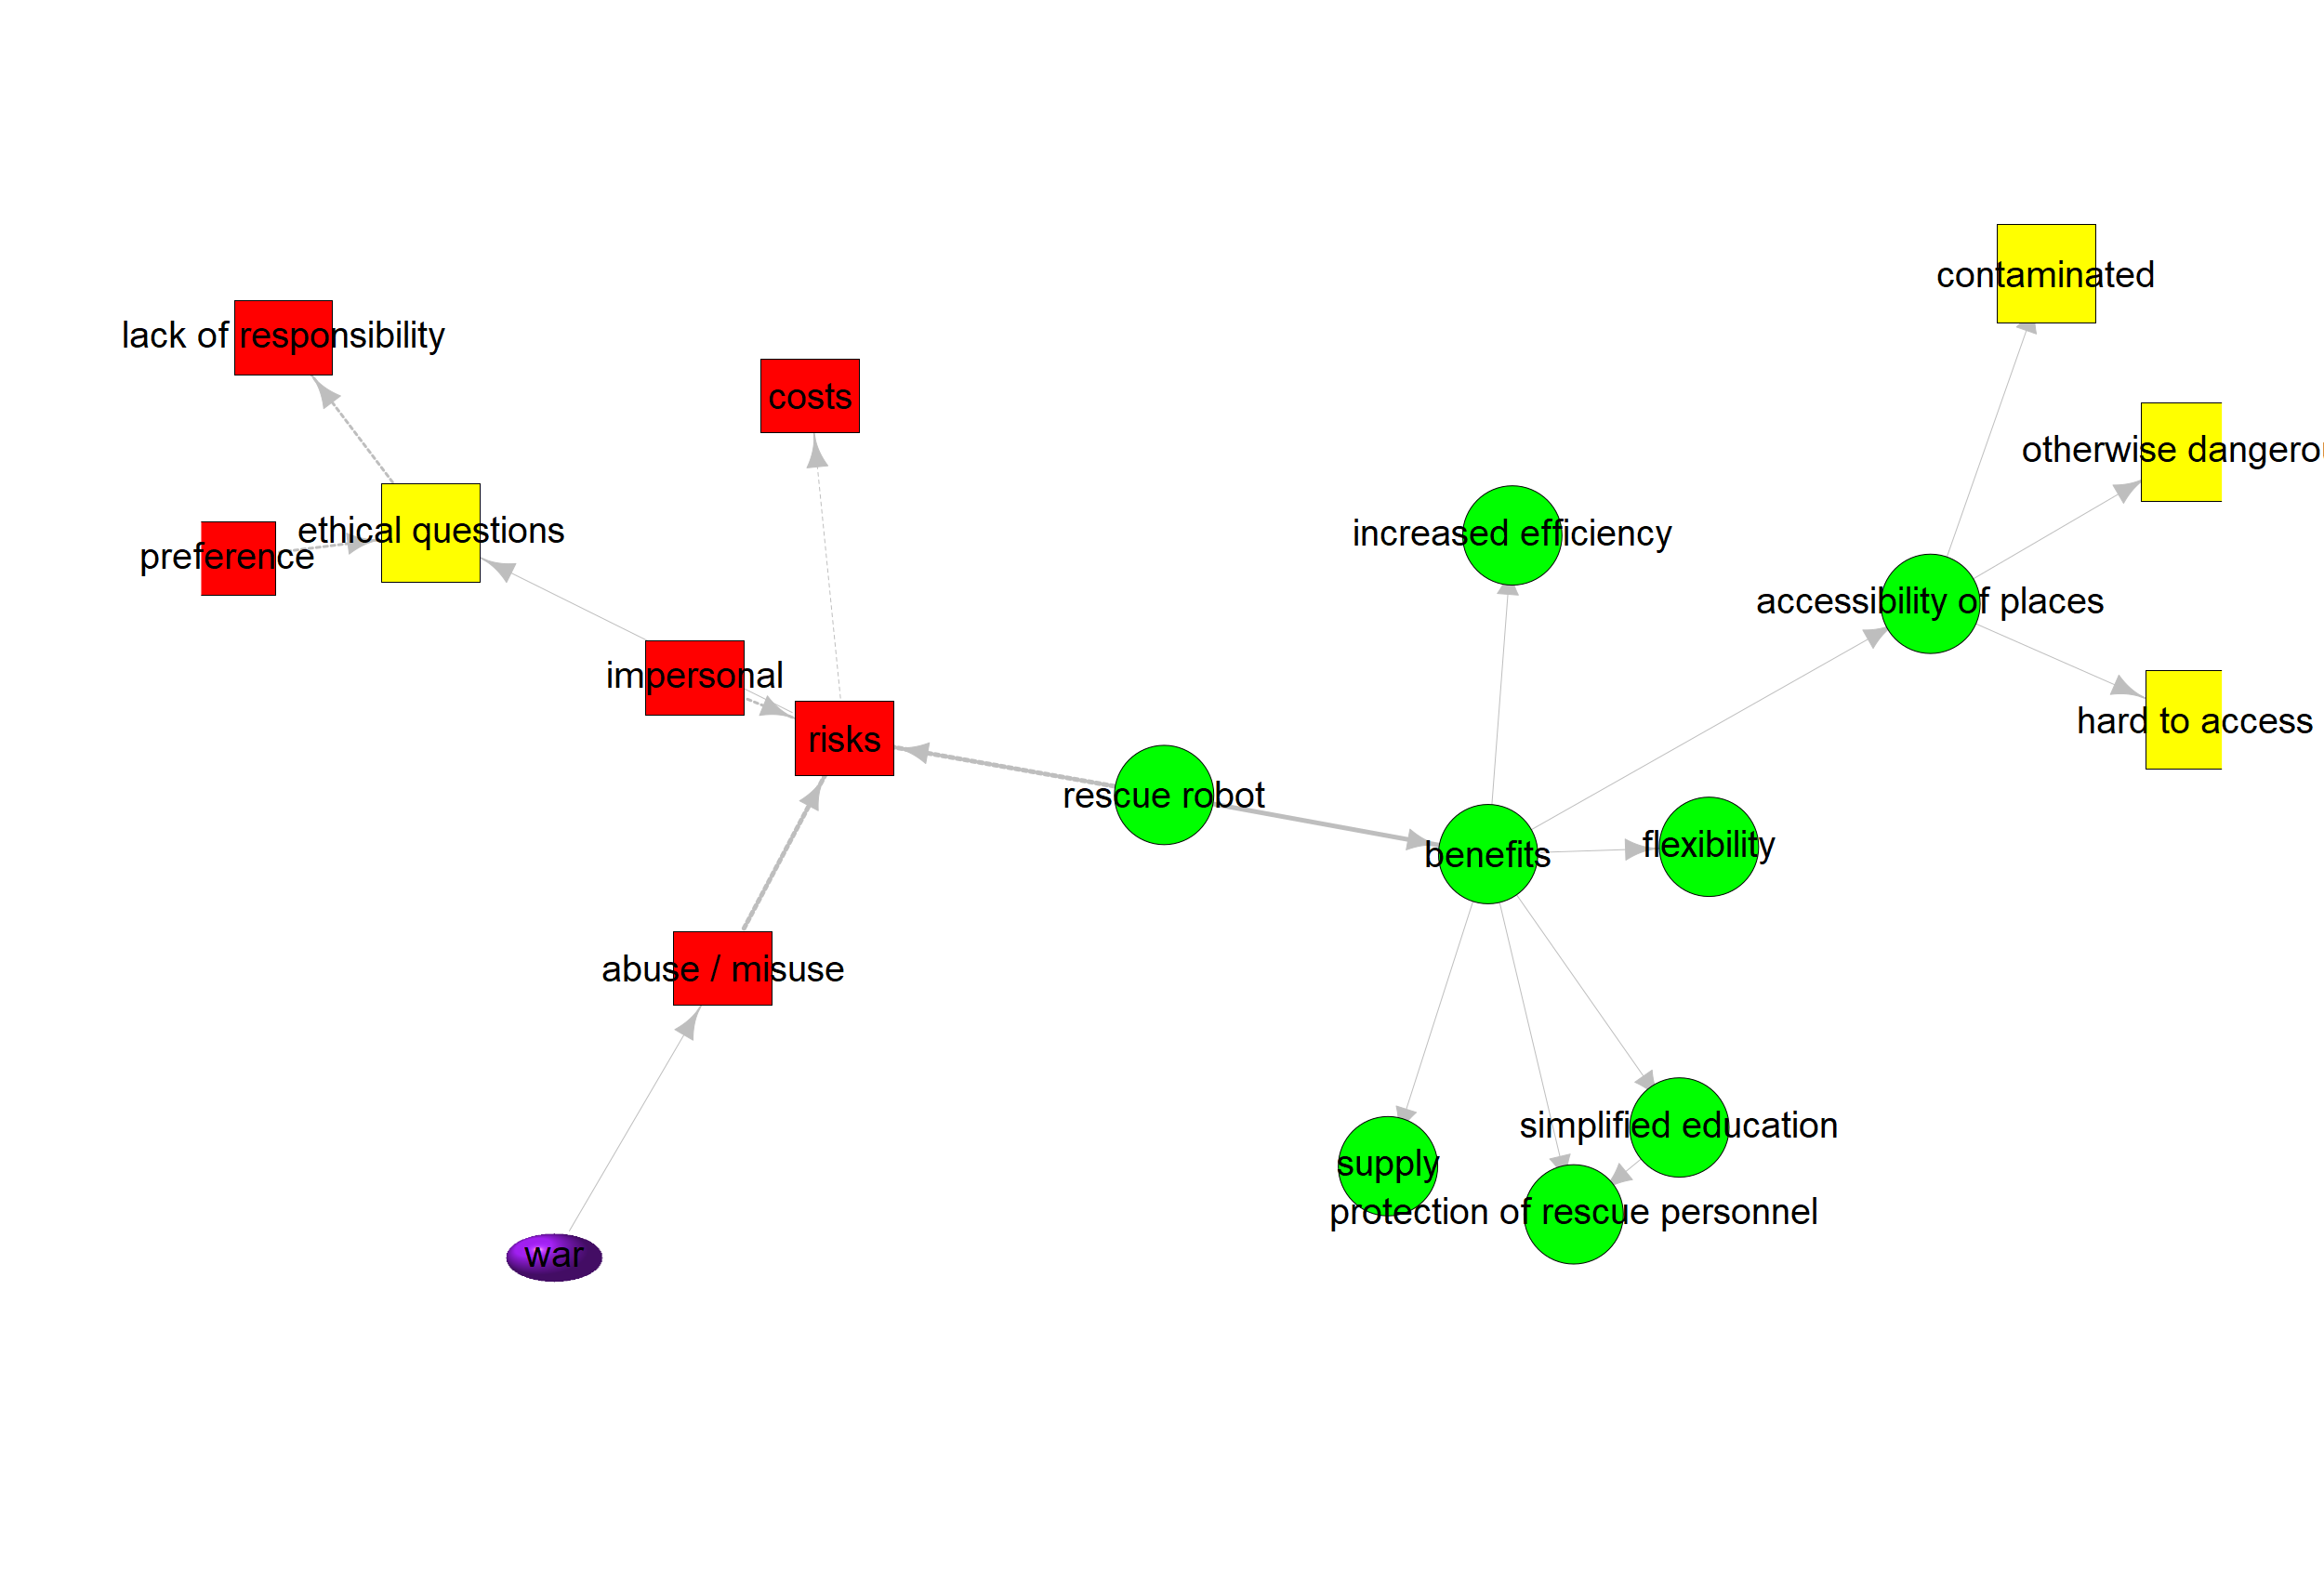 contaminated
lack of responsibility
costs
otherwise dangerou
ethical questions
increased efficiency
preference
accessibility of places
impersonal
hard to access
risks
rescue robot
flexibility
benefits
abuse / misuse
simplified education
supply
protection of rescue personnel
war